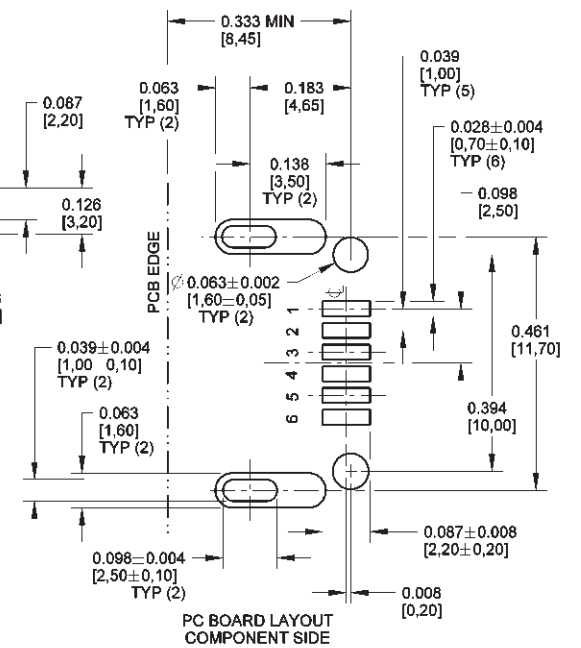 0.333 MIN
[8,45]
0.039
[1,00]
TYP (5)
0.063
[1,60]
TYP (2)
0.183
[4,65]
0.087
[2,20]
0.028±0.004
[0,70±0,10]
TYP (6)
0.138
[3,50]
TYP (2)
0.098
[2,50]
0.126
[3,20]
PCB EDGE
Ø 0.063±0.002
[1,60±0,05]
TYP (2)
1
2
3
4
5
6
0.461
[11,70]
0.039±0.004
[1,00 0,10]
TYP (2)
0.394
[10,00]
0.063
[1,60]
TYP (2)
0.087±0.008
[2,20±0,20]
0.098±0.004
[2,50±0,10]
TYP (2)
0.008
[0,20]
PC BOARD LAYOUT
COMPONENT SIDE